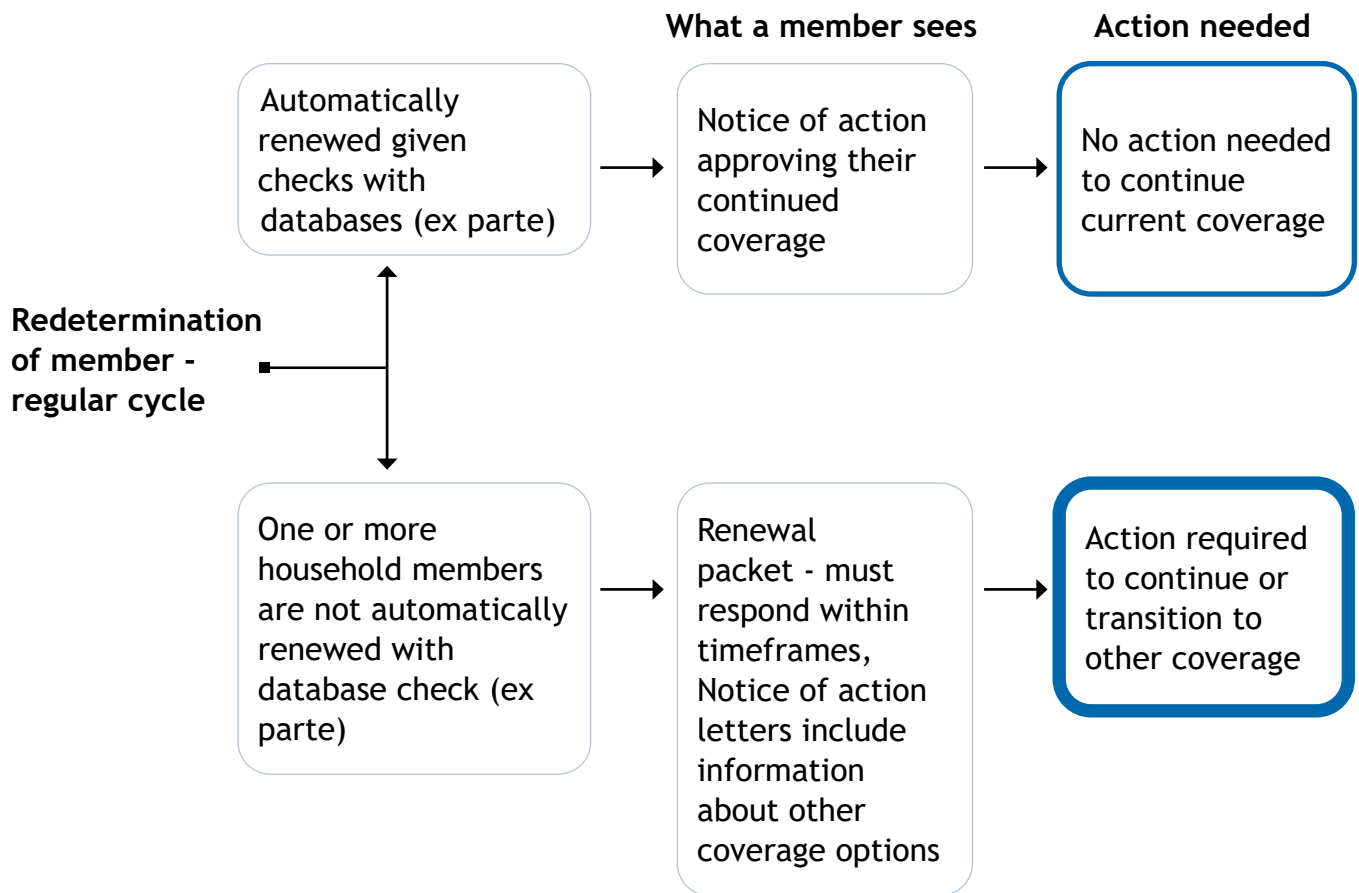 What a member sees
Action needed
Automatically
renewed given
checks with
databases (ex parte)
Notice of action
approving their
continued
coverage
No action needed
to continue
current coverage
Redetermination
of member -
regular cycle
One or more
household members
are not automatically
renewed with
database check (ex
parte)
Renewal
packet - must
respond within
timeframes,
Notice of action
letters include
information
about other
coverage options
Action required
to continue or
transition to
other coverage